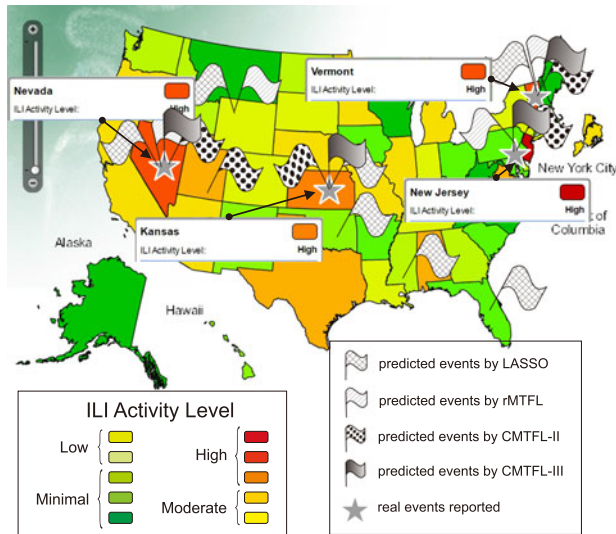 Vermont
ILI Activity Level:
High
Nevada
ILI Activity Level:
High
New York City
New Jersey
ILI Activity Level:
High
of
Columbia
Kansas
ILI Activity Level:
High
Alaska
Hawaii
ILI Activity Level
Low
Minimal
High
Moderate
predicted events by LASSO
predicted events by rMTFL
predicted events by CMTFL-II
predicted events by CMTFL-III
real events reported